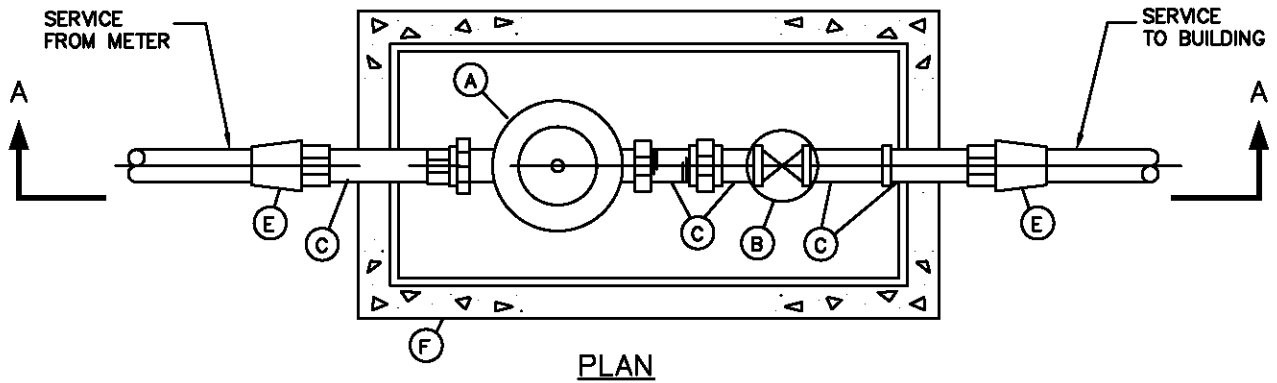 SERVICE
FROM METER
SERVICE
TO BUILDING
A
A
A
E
C
C
B
C
E
F
PLAN